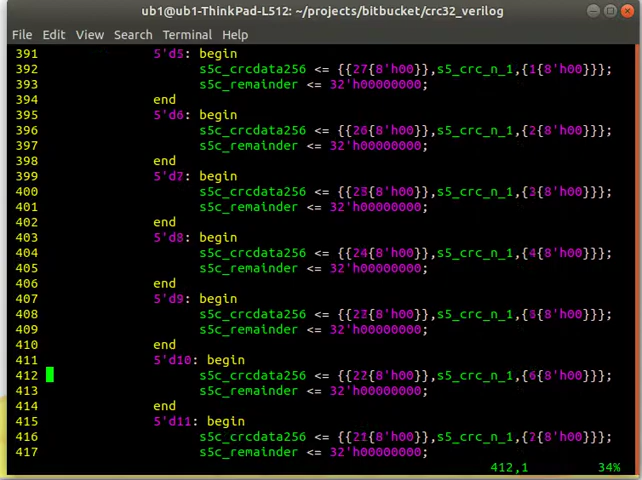 ub1@ub1-ThinkPad-L512: ~/projects/bitbucket/crc32_verilog
File Edit View Search Terminal Help
391 5'd5: begin
392 s5c_crcdata256 <= {{27{8'h00}},s5_crc_n_1,{1{8'h00}}};
393 s5c_remainder <= 32'h00000000;
394 end
395 5'd6: begin
396 s5c_crcdata256 <= {{26{8'h00}},s5_crc_n_1,{2{8'h00}}};
397 s5c_remainder <= 32'h00000000;
398 end
399 5'd7: begin
400 s5c_crcdata256 <= {{25{8'h00}},s5_crc_n_1,{3{8'h00}}};
401 s5c_remainder <= 32'h00000000;
402 end
403 5'd8: begin
404 s5c_crcdata256 <= {{24{8'h00}},s5_crc_n_1,{4{8'h00}}};
405 s5c_remainder <= 32'h00000000;
406 end
407 5'd9: begin
408 s5c_crcdata256 <= {{23{8'h00}},s5_crc_n_1,{5{8'h00}}};
409 s5c_remainder <= 32'h00000000;
410 end
411 5'd10: begin
412 s5c_crcdata256 <= {{22{8'h00}},s5_crc_n_1,{6{8'h00}}};
413 s5c_remainder <= 32'h00000000;
414 end
415 5'd11: begin
416 s5c_crcdata256 <= {{21{8'h00}},s5_crc_n_1,{7{8'h00}}};
417 s5c_remainder <= 32'h00000000;
412,1 34%